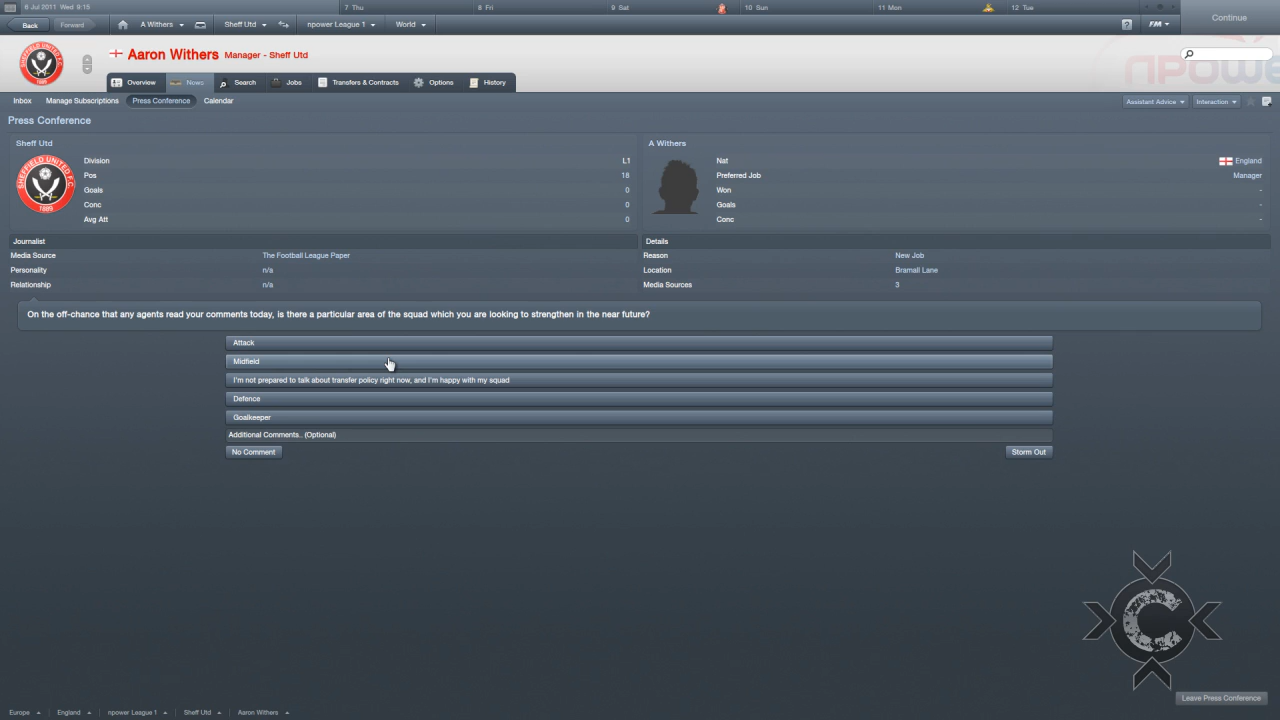 6 Jul 2011 Wed 9:15
7 Thu
8 Fri
9 Sat
10 Sun
11 Mon
12 Tue
Continue
Back
Forward
A Withers
Sheff Utd
npower League 1
World
?
FM
Aaron Withers Manager - Sheff Utd
Overview
News
Search
Jobs
Transfers & Contracts
Options
History
Inbox
Manage Subscriptions
Press Conference
Calendar
Assistant Advice
Interaction
Press Conference
Sheff Utd
Division L1
Pos 18
Goals 0
Conc 0
Avg Att 0
SHEFFIELD UNITED F.C.
1889
A Withers
Nat England
Preferred Job Manager
Won -
Goals -
Conc -
Journalist
Media Source The Football League Paper
Personality n/a
Relationship n/a
Details
Reason New Job
Location Bramall Lane
Media Sources 3
On the off-chance that any agents read your comments today, is there a particular area of the squad which you are looking to strengthen in the near future?
Attack
Midfield
I'm not prepared to talk about transfer policy right now, and I'm happy with my squad
Defence
Goalkeeper
Additional Comments.. (Optional)
No Comment
Storm Out
C
Leave Press Conference
Europe
England
npower League 1
Sheff Utd
Aaron Withers